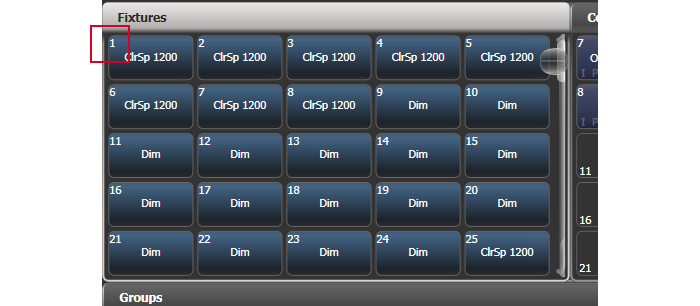 Fixtures
1 ClrSp 1200
2 ClrSp 1200
3 ClrSp 1200
4 ClrSp 1200
5 ClrSp 1200
6 ClrSp 1200
7 ClrSp 1200
8 ClrSp 1200
9 Dim
10 Dim
11 Dim
12 Dim
13 Dim
14 Dim
15 Dim
16 Dim
17 Dim
18 Dim
19 Dim
20 Dim
21 Dim
22 Dim
23 Dim
24 Dim
25 ClrSp 1200
Groups
7
I P
8
I P
11
16
21